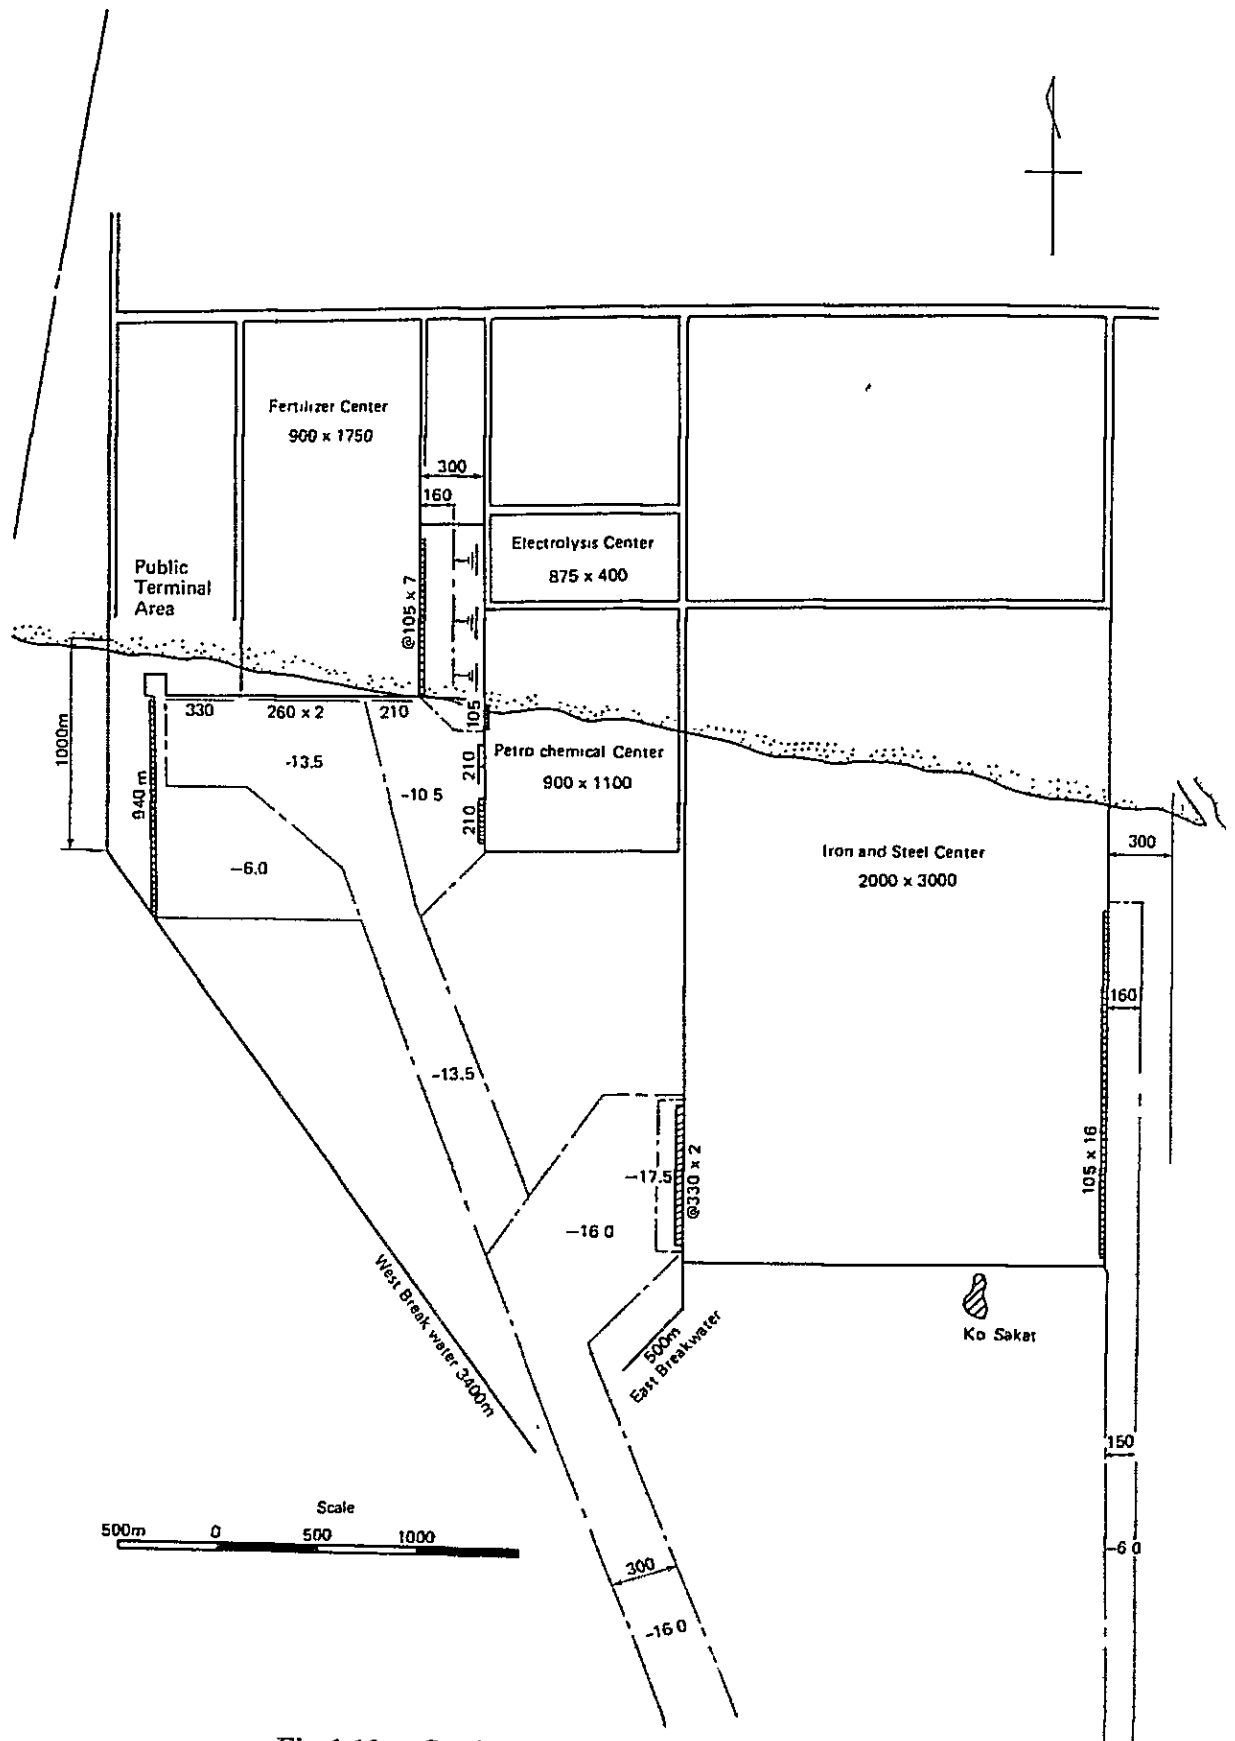 Fertilizer Center
900 x 1750
300
160
Electrolysis Center
875 x 400
Public
Terminal
Area
@105 x 7
1000m
330
260 x 2
210
105
-13.5
Petro chemical Center
900 x 1100
210
-10 5
210
940 m
-6.0
Iron and Steel Center
2000 x 3000
300
160
-13.5
105 x 16
-17.5
@330 x 2
-16 0
West Break water 3400m
500m
East Breakwater
Ko Saket
150
Scale
500m 0 500 1000
-6 0
300
-16 0